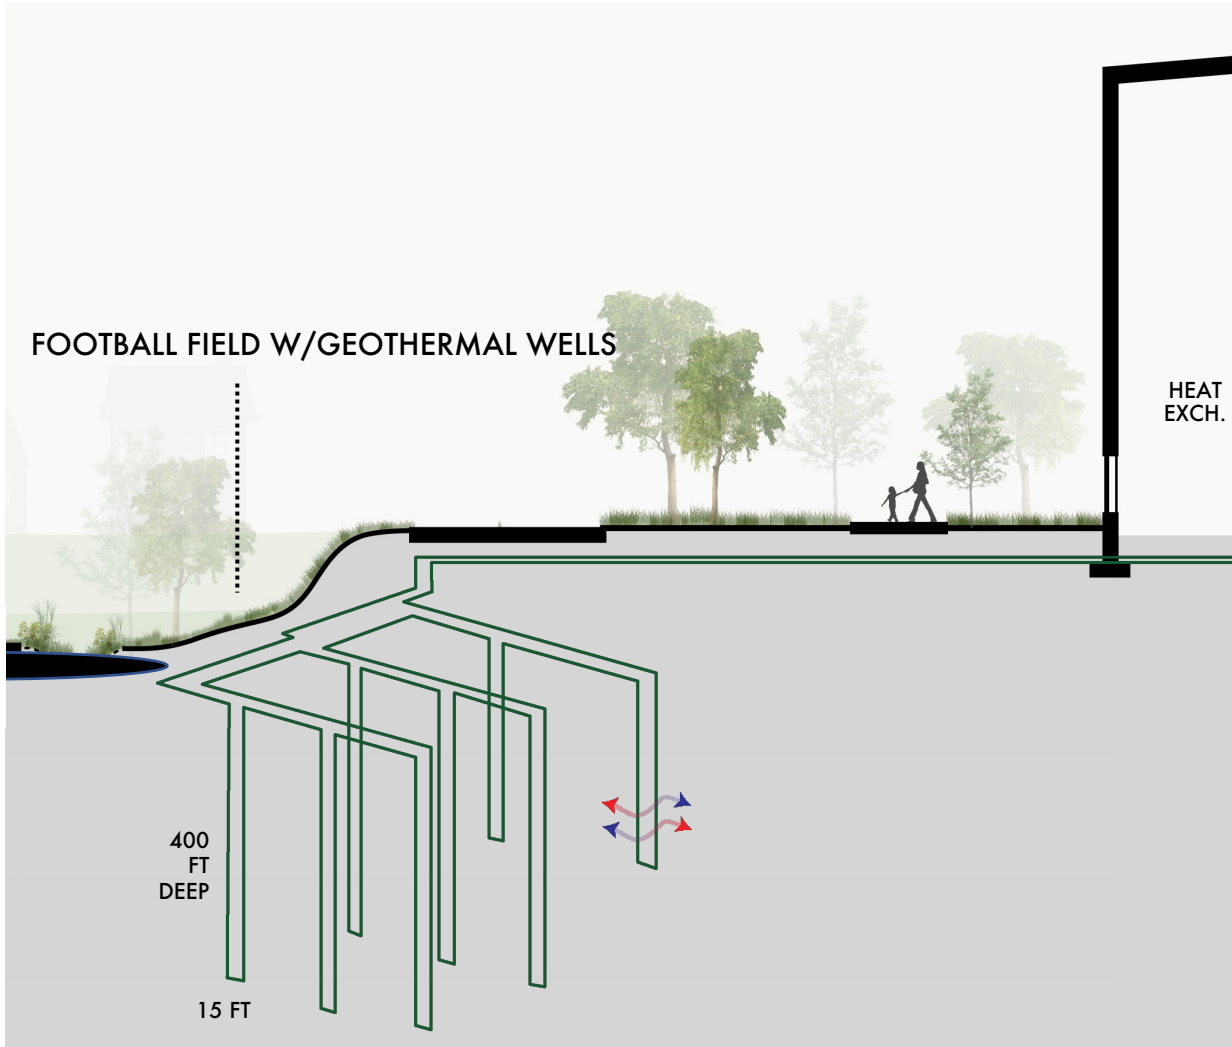 FOOTBALL FIELD W/GEOTHERMAL WELLS
HEAT
EXCH.
400
FT
DEEP
15 FT